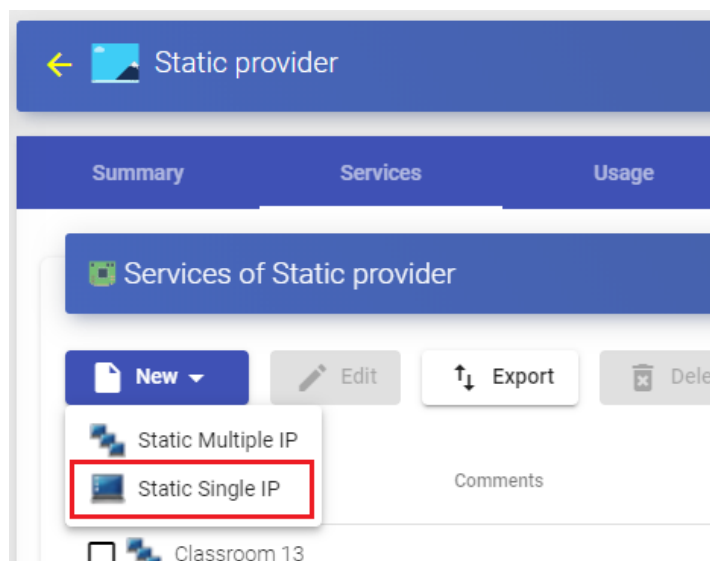 Static provider
Summary Services Usage
Services of Static provider
New Edit Export Dele
Static Multiple IP
Static Single IP
Comments
Classroom 13